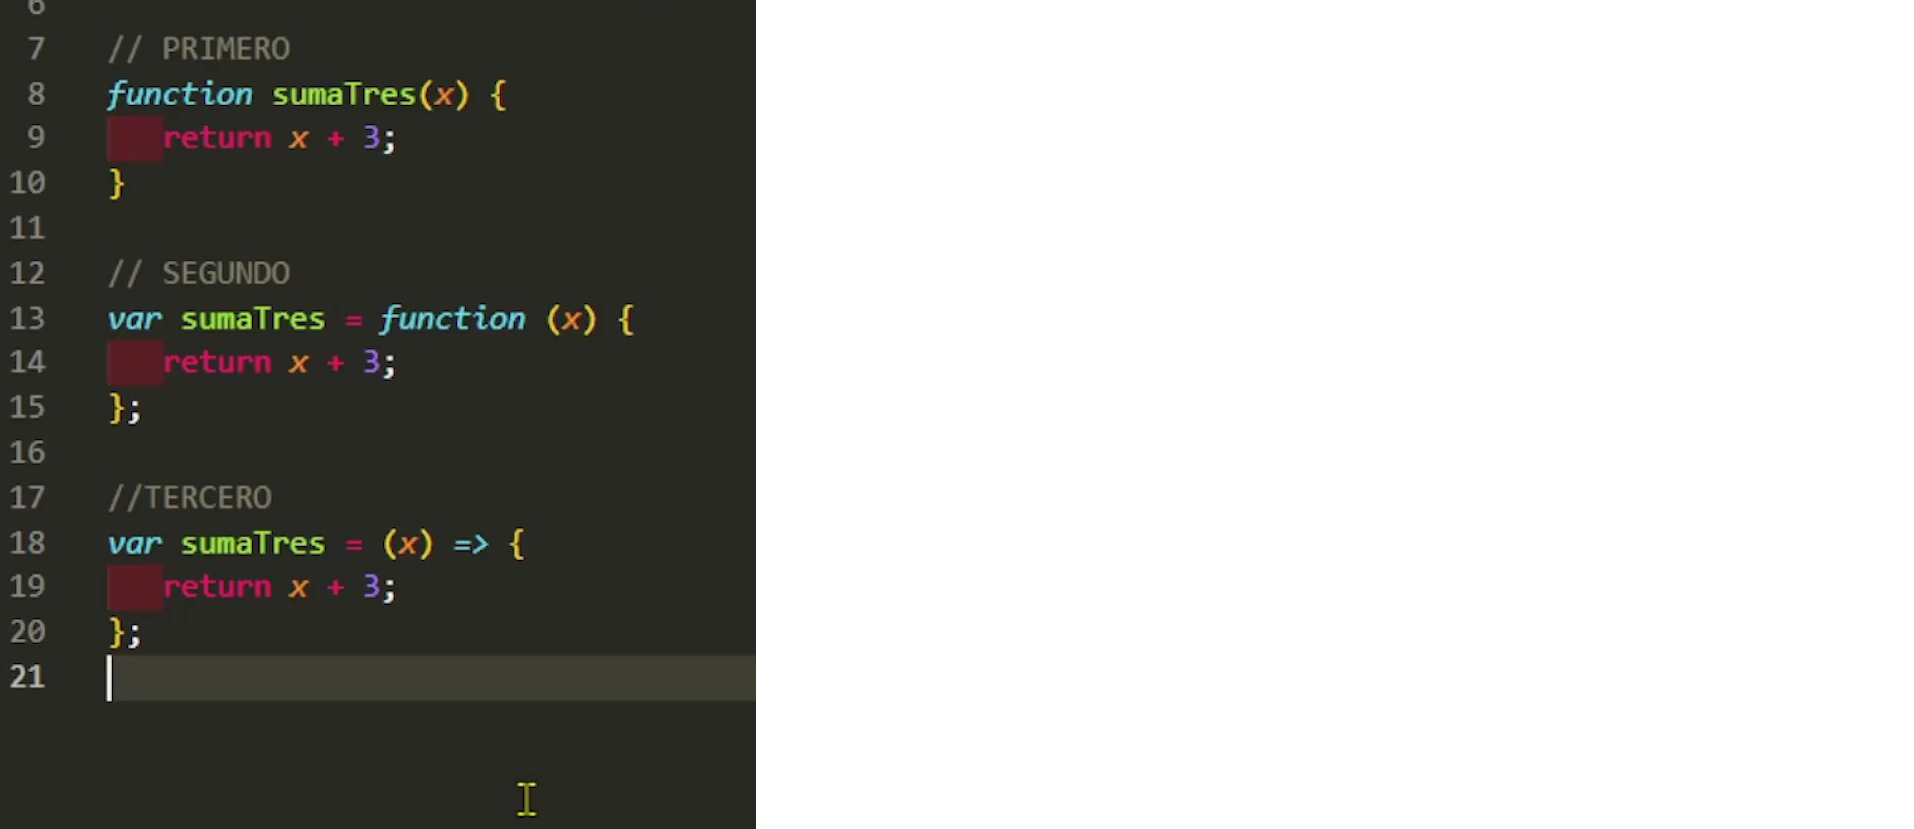 6
7 // PRIMERO
8 function sumaTres(x) {
9 return x + 3;
10 }
11
12 // SEGUNDO
13 var sumaTres = function (x) {
14 return x + 3;
15 };
16
17 //TERCERO
18 var sumaTres = (x) => {
19 return x + 3;
20 };
21